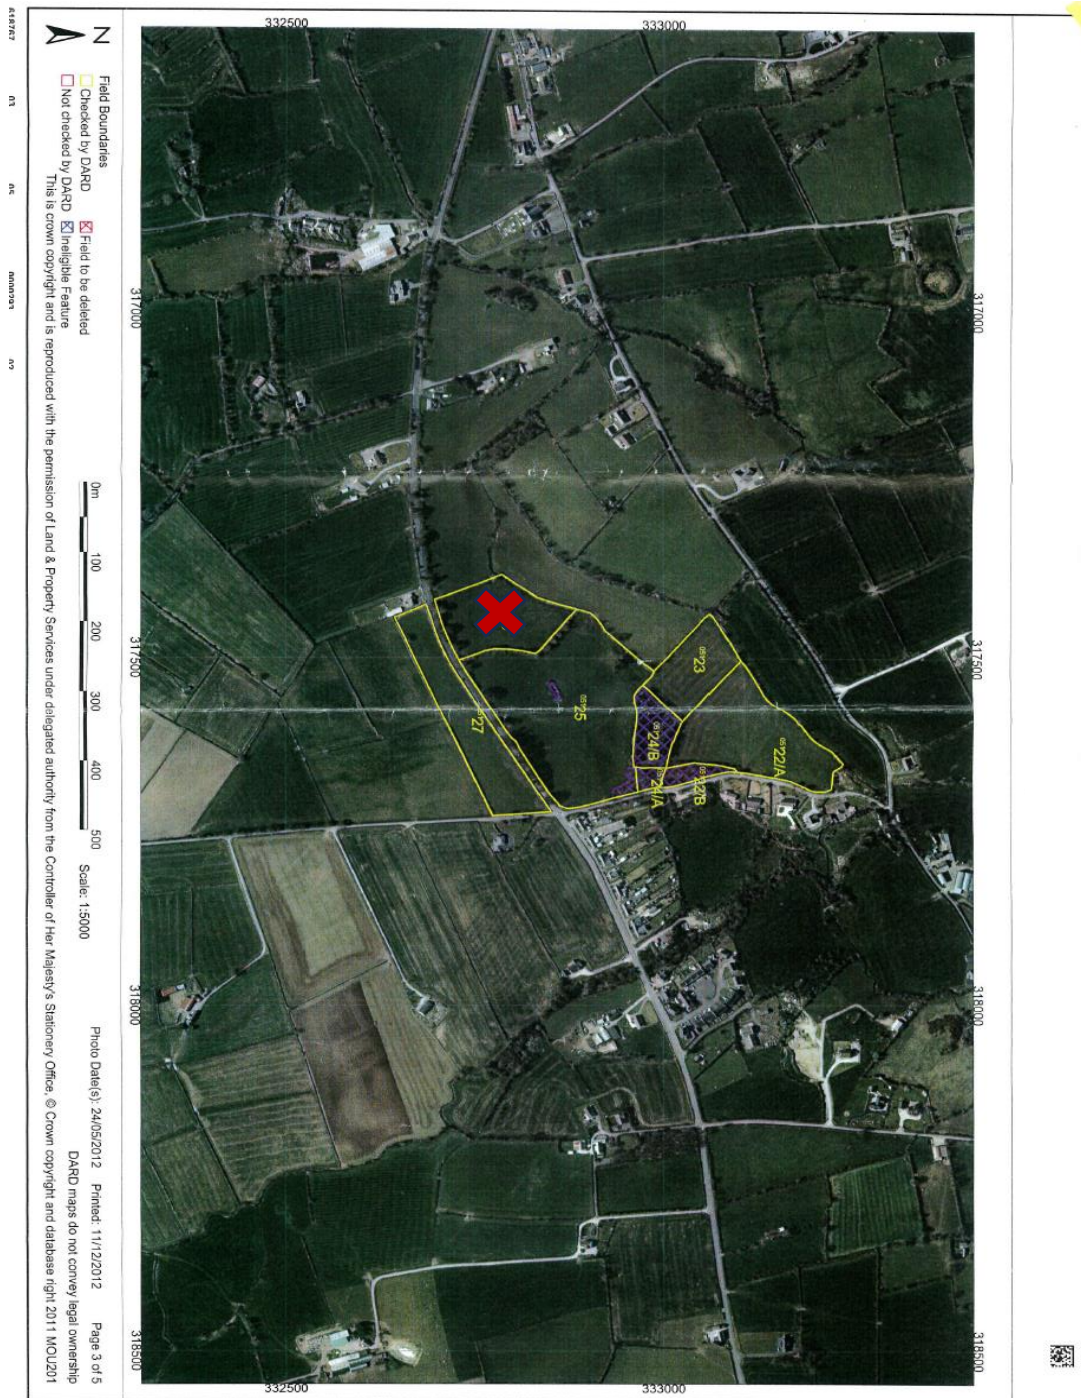 332500
333000
317000
317500
318000
318500
317000
317500
318000
318500
332500
333000
23
22/A
24/B
22/B
24/A
25
27
N
Field Boundaries
Checked by DARD
Field to be deleted
Not checked by DARD
Ineligible Feature
0m 100 200 300 400 500
Scale: 1:5000
Photo Date(s): 24/05/2012 Printed: 11/12/2012 Page 3 of 5
DARD maps do not convey legal ownership
This is crown copyright and is reproduced with the permission of Land & Property Services under delegated authority from the Controller of Her Majesty's Stationery Office, © Crown copyright and database right 2011 MOU201